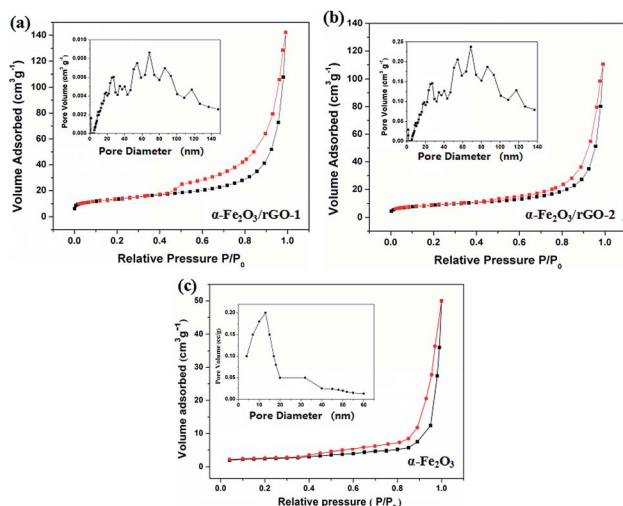 (a)
140
120
100
80
60
40
20
0
Volume Adsorbed (cm³ g⁻¹)
0.010
0.008
0.006
0.004
0.002
0.000
Pore Volume (cm³ g⁻¹)
0 20 40 60 80 100 120 140
Pore Diameter (nm)
α-Fe₂O₃/rGO-1
0.0 0.2 0.4 0.6 0.8 1.0
Relative Pressure P/P₀
(b)
140
120
100
80
60
40
20
0
Volume Adsorbed (cm³ g⁻¹)
0.25
0.20
0.15
0.10
0.05
0.00
Pore Volume (cm³ g⁻¹)
0 20 40 60 80 100 120 140
Pore Diameter (nm)
α-Fe₂O₃/rGO-2
0.0 0.2 0.4 0.6 0.8 1.0
Relative Pressure P/P₀
(c)
50
40
30
20
10
0
Volume adsorbed (cm³ g⁻¹)
0.20
0.15
0.10
0.05
0.00
Pore Volume (cc/g)
0 10 20 30 40 50 60
Pore Diameter (nm)
α-Fe₂O₃
0.0 0.2 0.4 0.6 0.8 1.0
Relative pressure ( P/P₀)